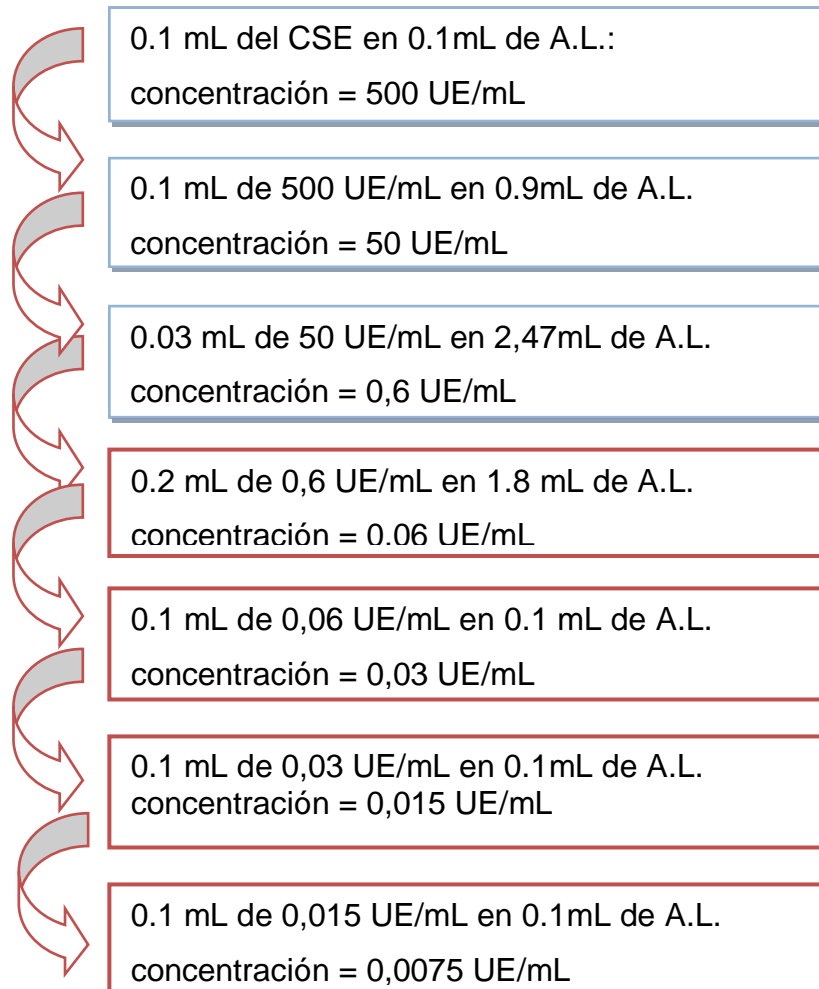 0.1 mL del CSE en 0.1mL de A.L.:
concentración = 500 UE/mL
0.1 mL de 500 UE/mL en 0.9mL de A.L.
concentración = 50 UE/mL
0.03 mL de 50 UE/mL en 2,47mL de A.L.
concentración = 0,6 UE/mL
0.2 mL de 0,6 UE/mL en 1.8 mL de A.L.
concentración = 0.06 UE/mL
0.1 mL de 0,06 UE/mL en 0.1 mL de A.L.
concentración = 0,03 UE/mL
0.1 mL de 0,03 UE/mL en 0.1mL de A.L.
concentración = 0,015 UE/mL
0.1 mL de 0,015 UE/mL en 0.1mL de A.L.
concentración = 0,0075 UE/mL